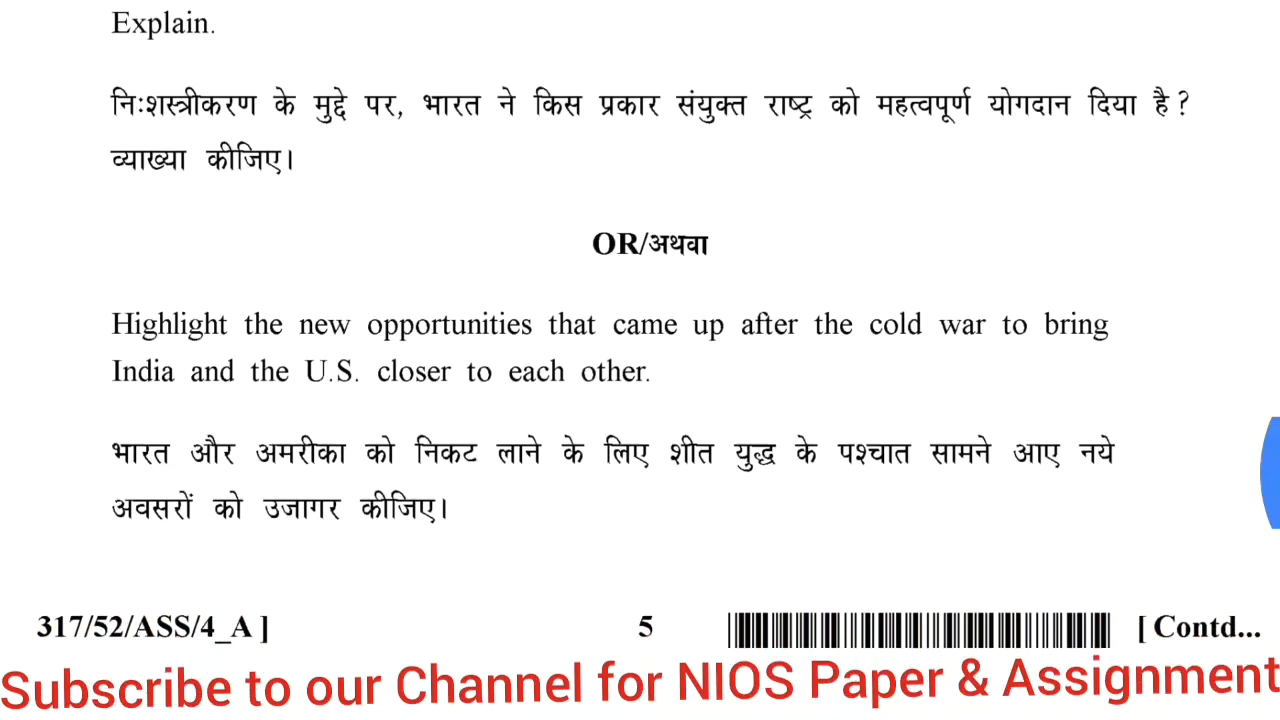 Explain.
निःशस्त्रीकरण के मुद्दे पर, भारत ने किस प्रकार संयुक्त राष्ट्र को महत्वपूर्ण योगदान दिया है?
व्याख्या कीजिए।
OR/अथवा
Highlight the new opportunities that came up after the cold war to bring
India and the U.S. closer to each other.
भारत और अमरीका को निकट लाने के लिए शीत युद्ध के पश्चात सामने आए नये
अवसरों को उजागर कीजिए।
317/52/ASS/4_A ] 5 [ Contd...
Subscribe to our Channel for NIOS Paper & Assignment